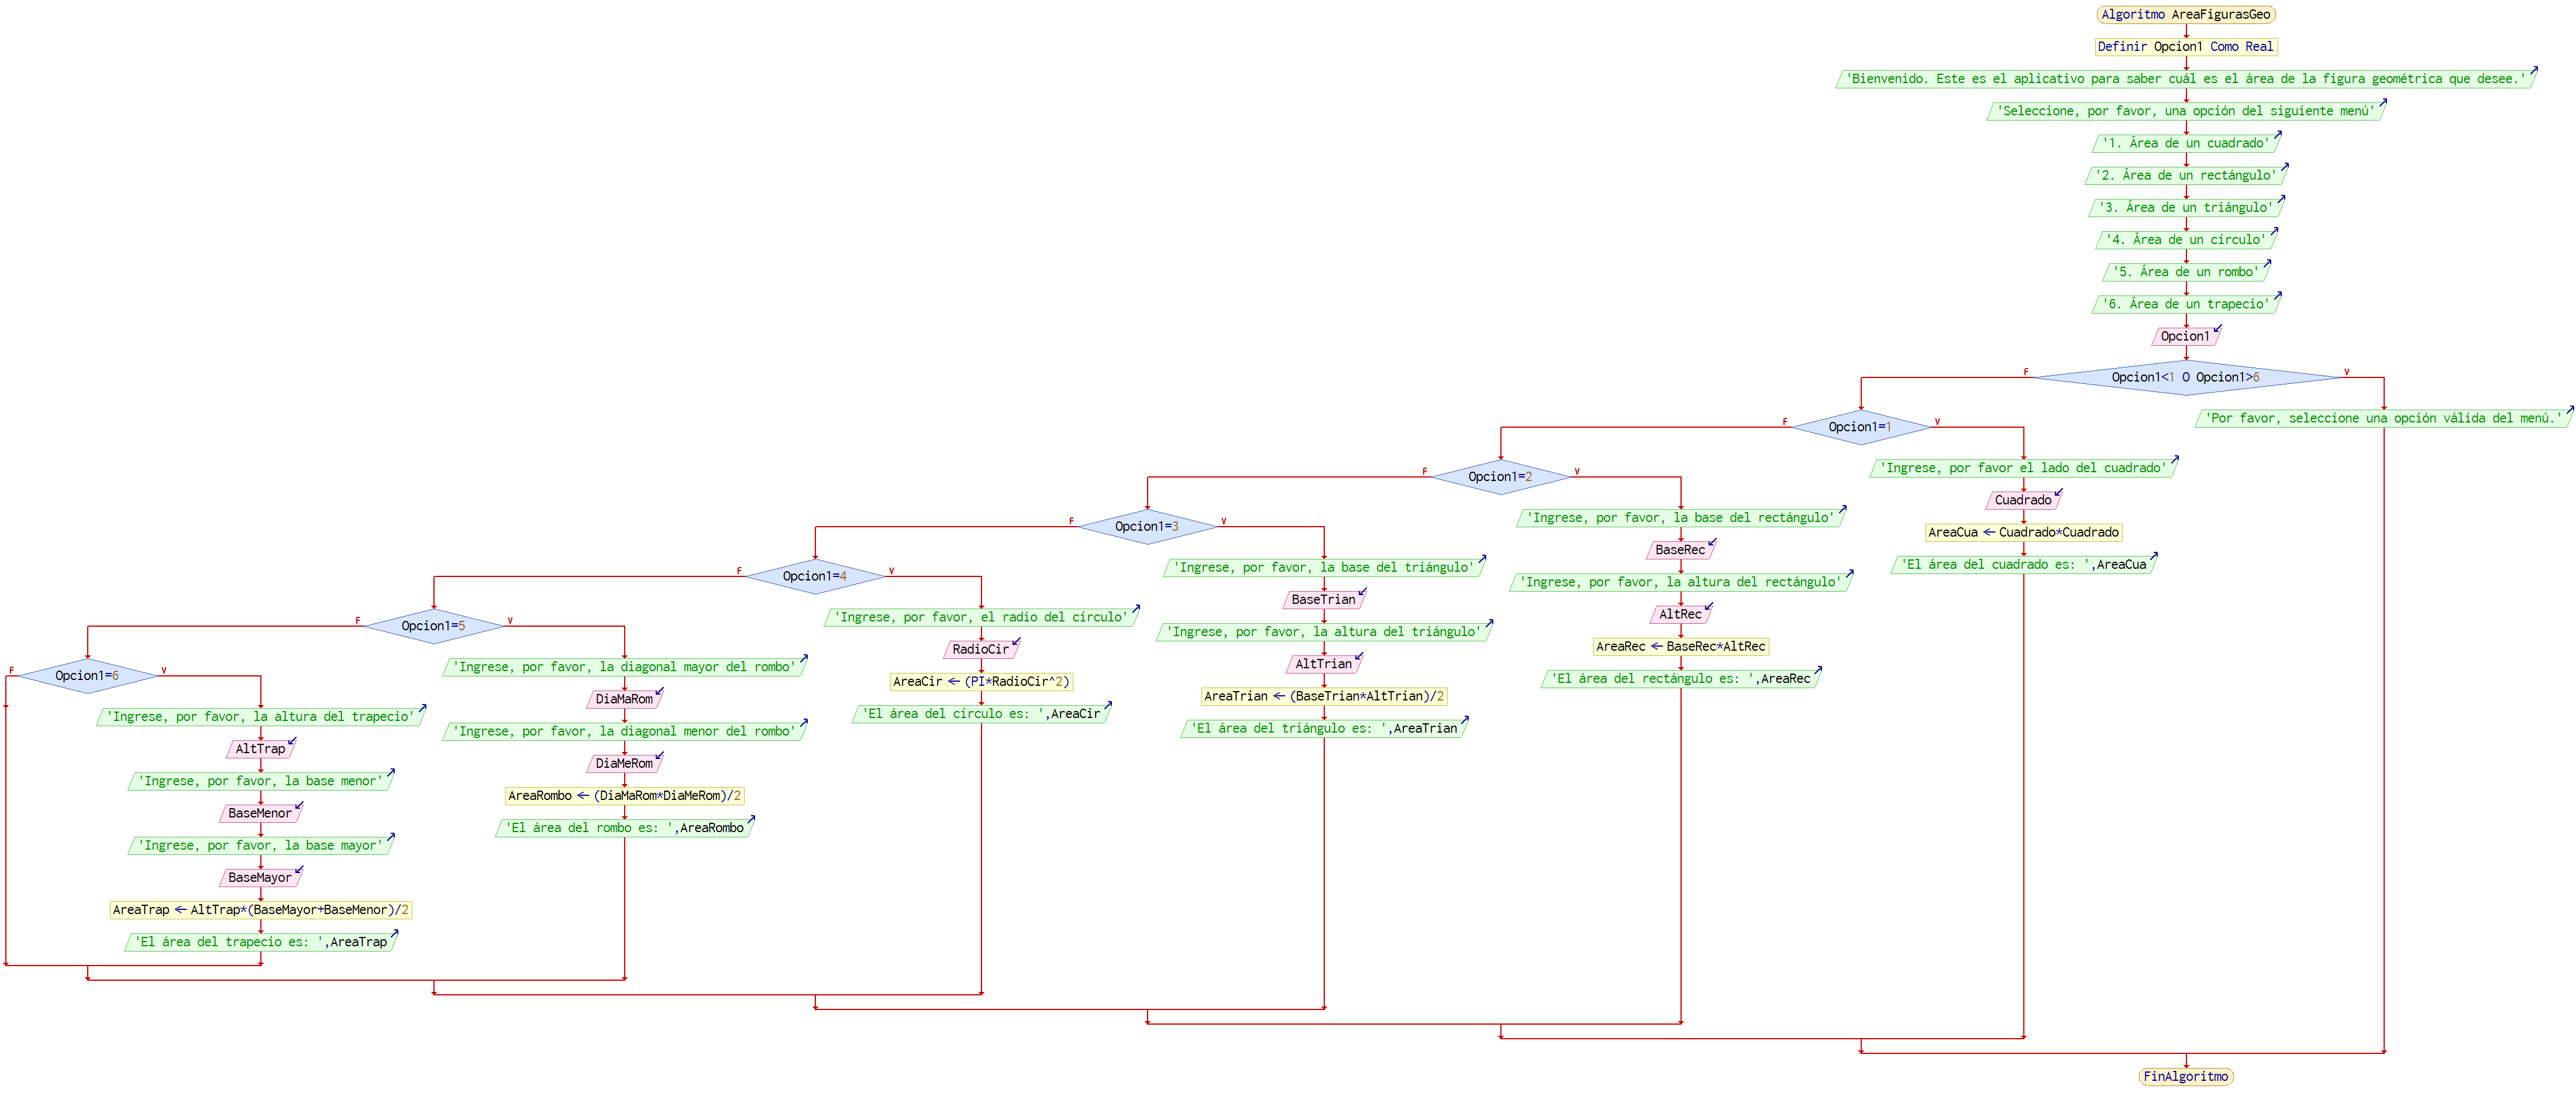 Algoritmo AreaFigurasGeo
Definir Opcion1 Como Real
'Bienvenido. Este es el aplicativo para saber cuál es el área de la figura geométrica que desee.'
'Seleccione, por favor, una opción del siguiente menú'
'1. Área de un cuadrado'
'2. Área de un rectángulo'
'3. Área de un triángulo'
'4. Área de un círculo'
'5. Área de un rombo'
'6. Área de un trapecio'
Opcion1
F
Opcion1<1 O Opcion1>6
V
'Por favor, seleccione una opción válida del menú.'
F
Opcion1=1
V
'Ingrese, por favor el lado del cuadrado'
Cuadrado
AreaCua ← Cuadrado*Cuadrado
'El área del cuadrado es: ',AreaCua
F
Opcion1=2
V
'Ingrese, por favor, la base del rectángulo'
BaseRec
'Ingrese, por favor, la altura del rectángulo'
AltRec
AreaRec ← BaseRec*AltRec
'El área del rectángulo es: ',AreaRec
F
Opcion1=3
V
'Ingrese, por favor, la base del triángulo'
BaseTrian
'Ingrese, por favor, la altura del triángulo'
AltTrian
AreaTrian ← (BaseTrian*AltTrian)/2
'El área del triángulo es: ',AreaTrian
F
Opcion1=4
V
'Ingrese, por favor, el radio del círculo'
RadioCir
AreaCir ← (PI*RadioCir^2)
'El área del círculo es: ',AreaCir
F
Opcion1=5
V
'Ingrese, por favor, la diagonal mayor del rombo'
DiaMaRom
'Ingrese, por favor, la diagonal menor del rombo'
DiaMeRom
AreaRombo ← (DiaMaRom*DiaMeRom)/2
'El área del rombo es: ',AreaRombo
F
Opcion1=6
V
'Ingrese, por favor, la altura del trapecio'
AltTrap
'Ingrese, por favor, la base menor'
BaseMenor
'Ingrese, por favor, la base mayor'
BaseMayor
AreaTrap ← AltTrap*(BaseMayor+BaseMenor)/2
'El área del trapecio es: ',AreaTrap
FinAlgoritmo